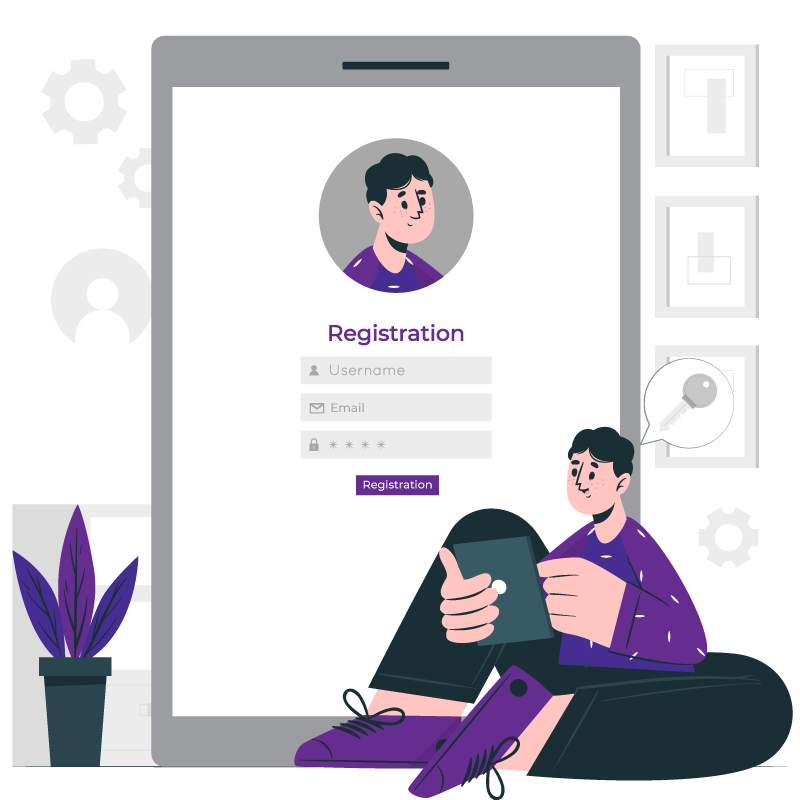 Registration
Username
Email
* * * *
Registration